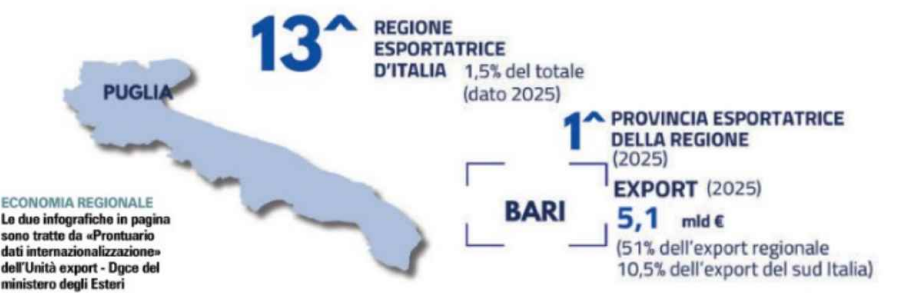 13^ REGIONE
ESPORTATRICE
D'ITALIA 1,5% del totale
(dato 2025)
PUGLIA
1^ PROVINCIA ESPORTATRICE
DELLA REGIONE
(2025)
BARI
EXPORT (2025)
5,1 mld €
(51% dell'export regionale
10,5% dell'export del sud Italia)
ECONOMIA REGIONALE
Le due infografiche in pagina
sono tratte da «Prontuario
dati internazionalizzazione»
dell'Unità export - Dgce del
ministero degli Esteri